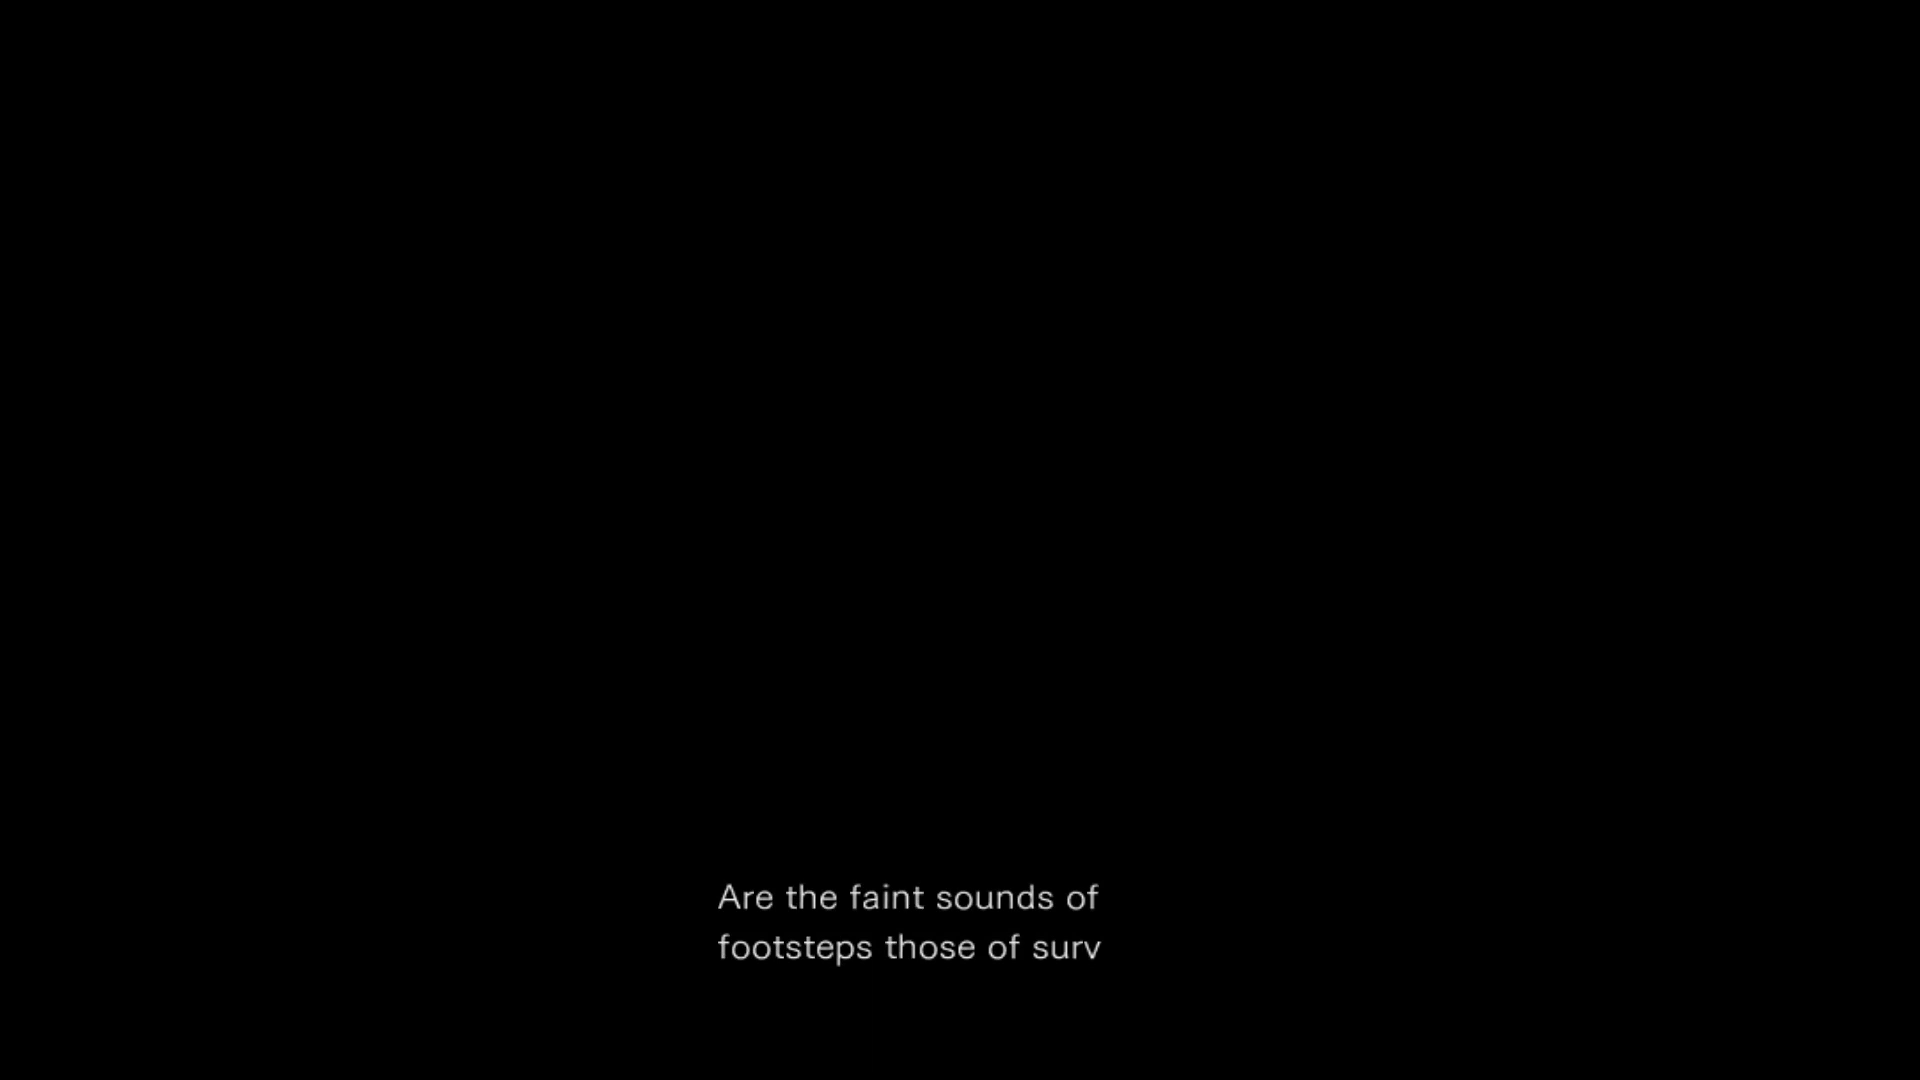 Are the faint sounds of
footsteps those of surv